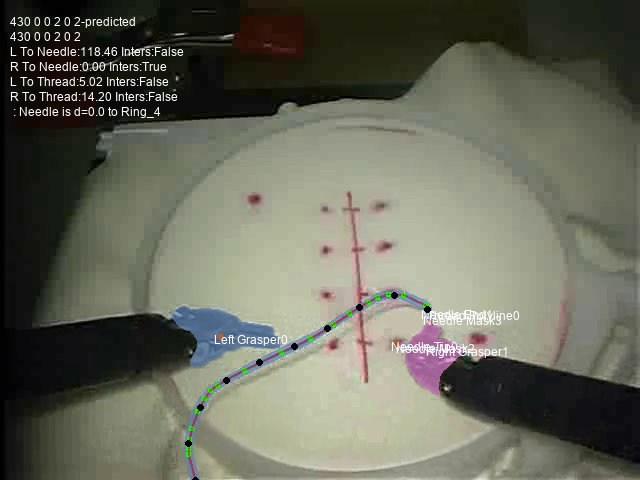 430 0 0 2 0 2-predicted
430 0 0 2 0 2
L To Needle:118.46 Inters:False
R To Needle:0.00 Inters:True
L To Thread:5.02 Inters:False
R To Thread:14.20 Inters:False
: Needle is d=0.0 to Ring_4
Left Grasper0
Needle Mask3
Needle Tip0
Right Grasper1